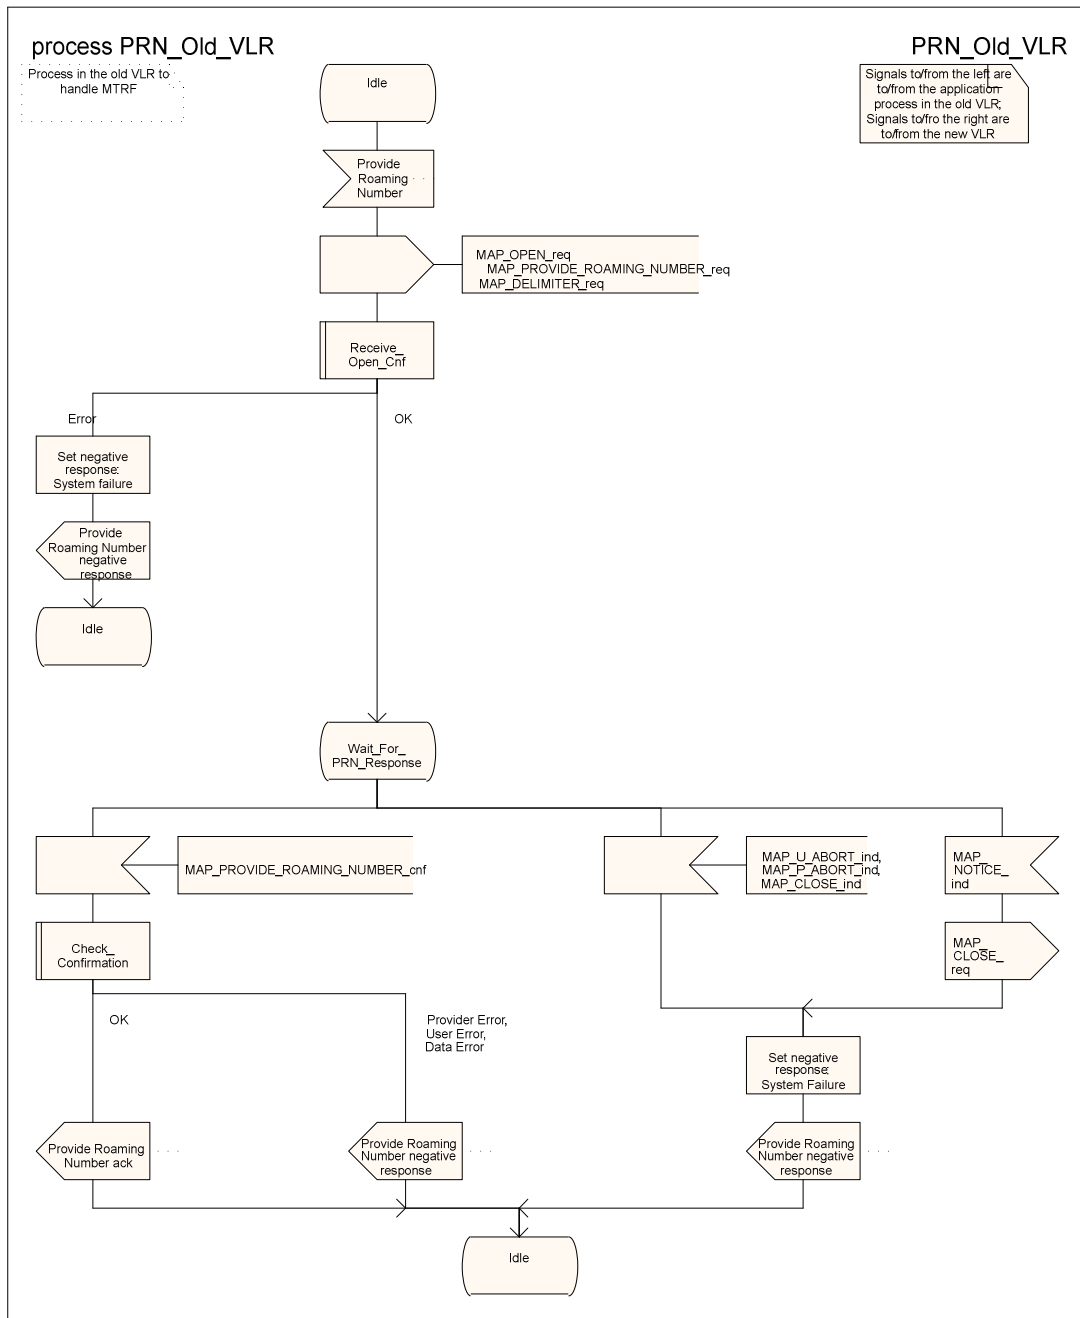 process PRN_Old_VLR
PRN_Old_VLR
Process in the old VLR to
handle MTRF
Signals to/from the left are
to/from the application
process in the old VLR;
Signals to/fro the right are
to/from the new VLR
Idle
Provide
Roaming
Number
MAP_OPEN_req
MAP_PROVIDE_ROAMING_NUMBER_req
MAP_DELIMITER_req
Receive_
Open_Cnf
Error
OK
Set negative
response:
System failure
Provide
Roaming Number
negative
response
Idle
Wait_For_
PRN_Response
MAP_PROVIDE_ROAMING_NUMBER_cnf
MAP_U_ABORT_ind,
MAP_P_ABORT_ind,
MAP_CLOSE_ind
MAP_
NOTICE_
ind
Check_
Confirmation
MAP_
CLOSE_
req
OK
Provider Error,
User Error,
Data Error
Set negative
response:
System Failure
Provide Roaming
Number ack
Provide Roaming
Number negative
response
Provide Roaming
Number negative
response
Idle